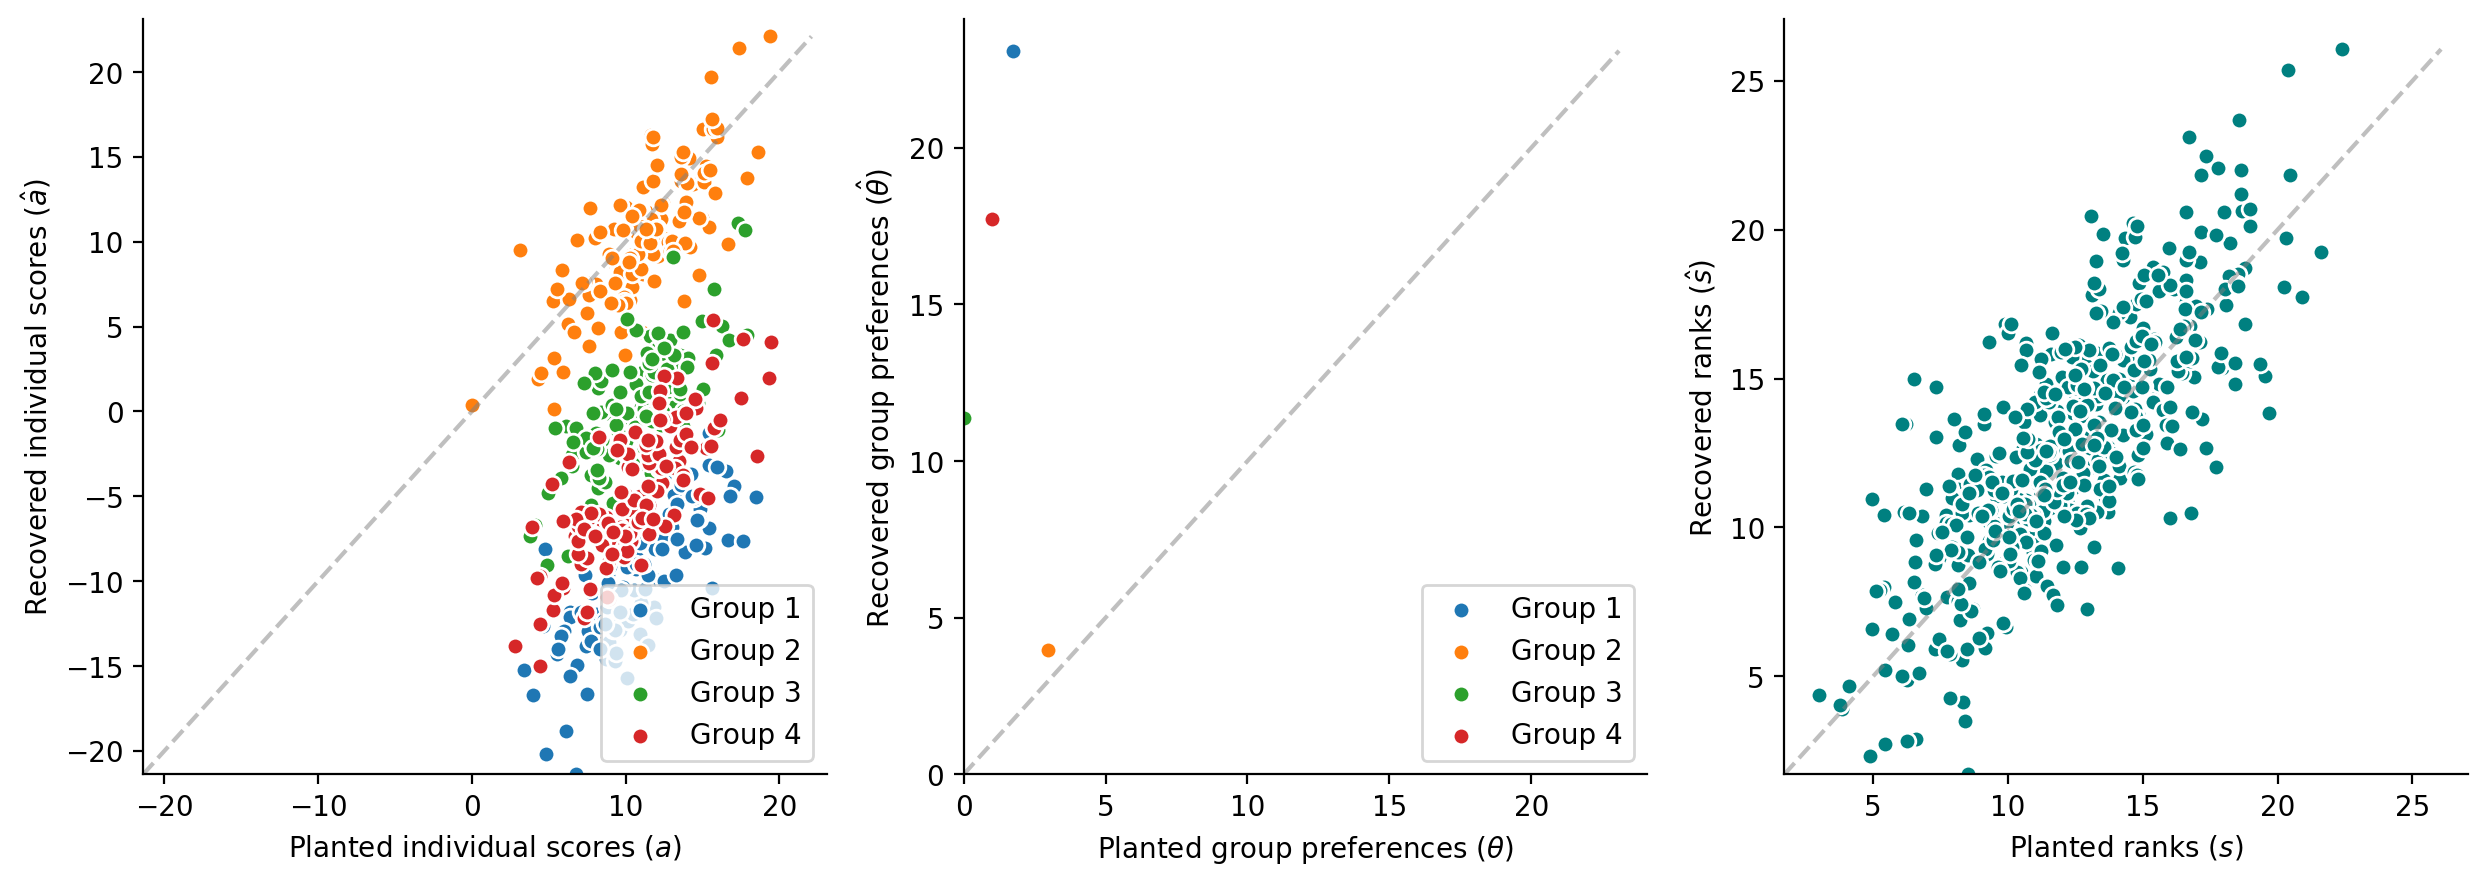 Recovered individual scores (â)
20
15
10
5
0
−5
−10
−15
−20
−20
−10
0
10
20
Planted individual scores (a)
Group 1
Group 2
Group 3
Group 4
Recovered group preferences (θ̂)
20
15
10
5
0
0
5
10
15
20
Planted group preferences (θ)
Group 1
Group 2
Group 3
Group 4
Recovered ranks (ŝ)
25
20
15
10
5
5
10
15
20
25
Planted ranks (s)